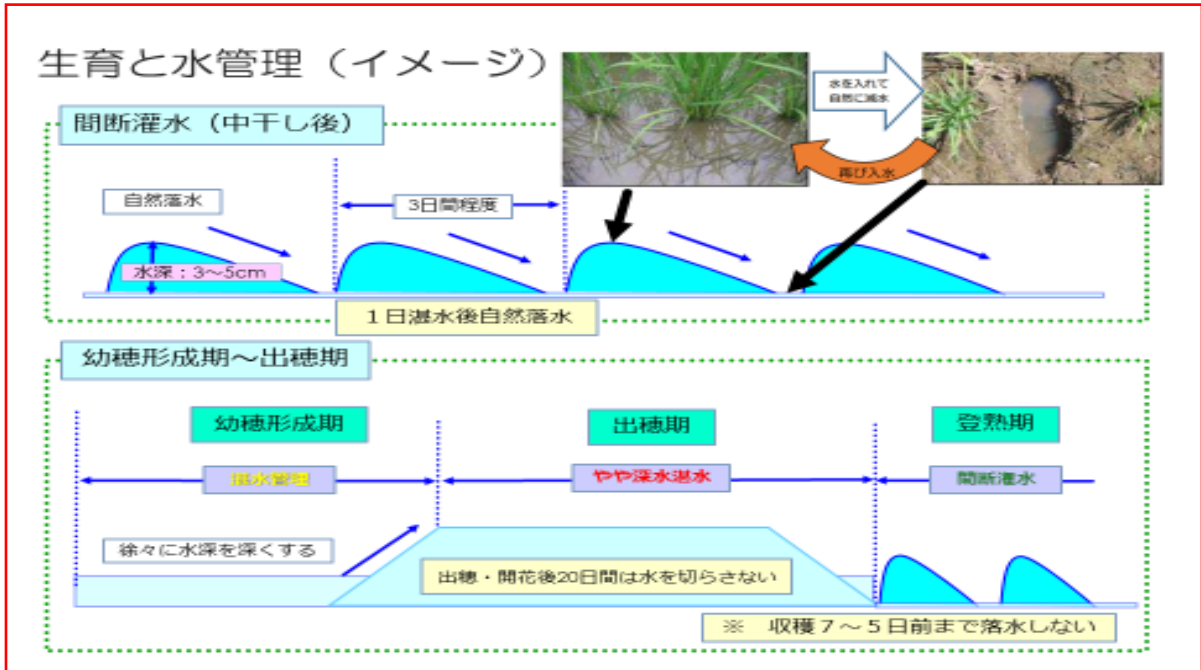 生育と水管理（イメージ）
水を入れて
自然に減水
再び入水
間断灌水（中干し後）
自然落水
3日間程度
水深：3～5cm
１日湛水後自然落水
幼穂形成期～出穂期
幼穂形成期
出穂期
登熟期
やや深水湛水
間断灌水
徐々に水深を深くする
出穂・開花後20日間は水を切らさない
※　収穫７～５日前まで落水しない